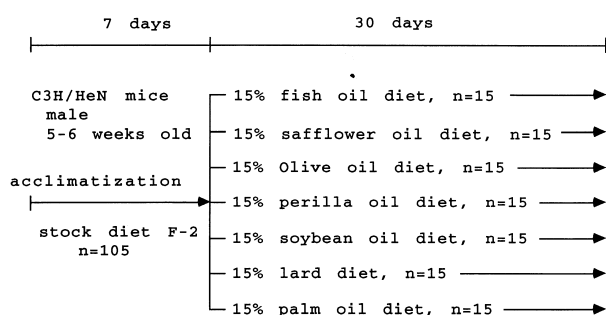 7 days 30 days
C3H/HeN mice
male
5-6 weeks old
acclimatization
stock diet F-2
n=105
15% fish oil diet, n=15
15% safflower oil diet, n=15
15% Olive oil diet, n=15
15% perilla oil diet, n=15
15% soybean oil diet, n=15
15% lard diet, n=15
15% palm oil diet, n=15